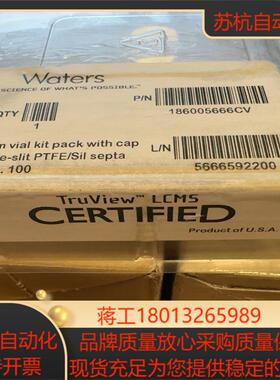 苏杭自动
Waters
SCIENCE OF WHAT'S POSSIBLE.™
QTY
1
P/N
186005666CV
m vial kit pack with cap
e-slit PTFE/Sil septa
. 100
L/N
5666592200
TruView™ LCMS
CERTIFIED
Product of U.S.A.
蒋工18013265989
自动化
品牌质量放心采购质量
开票
现货充足为您提供稳定的